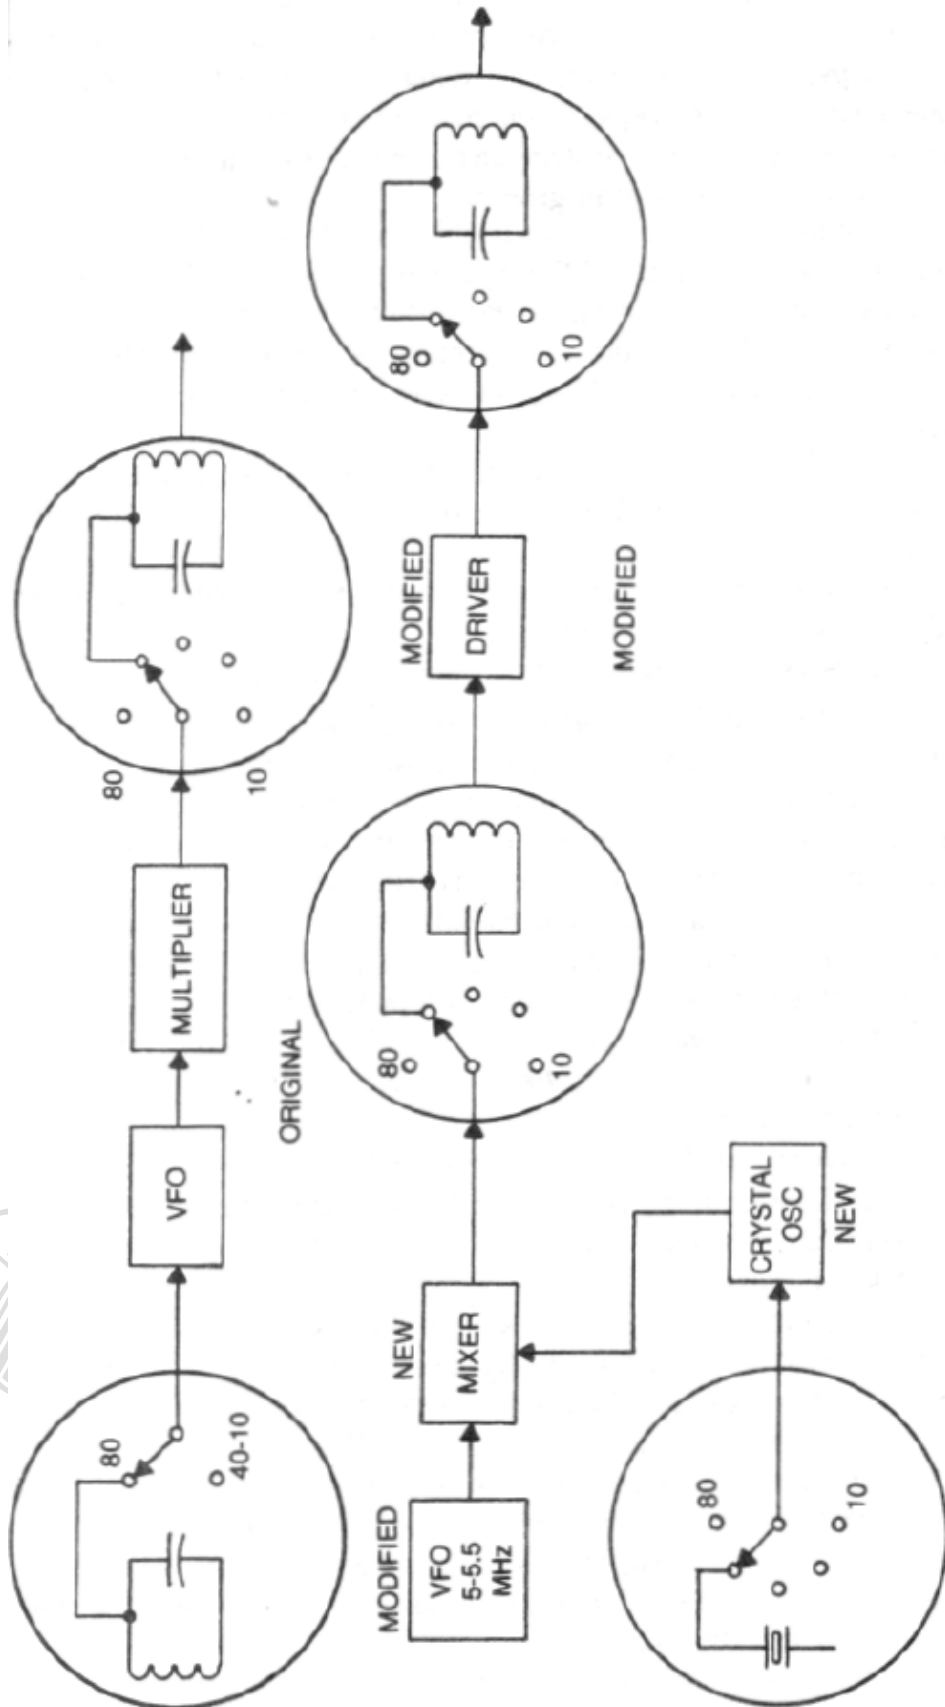 80
40-10
VFO
MULTIPLIER
80
10
ORIGINAL
MODIFIED
VFO
5-5.5
MHz
NEW
MIXER
80
10
MODIFIED
DRIVER
80
10
MODIFIED
80
10
CRYSTAL
OSC
NEW